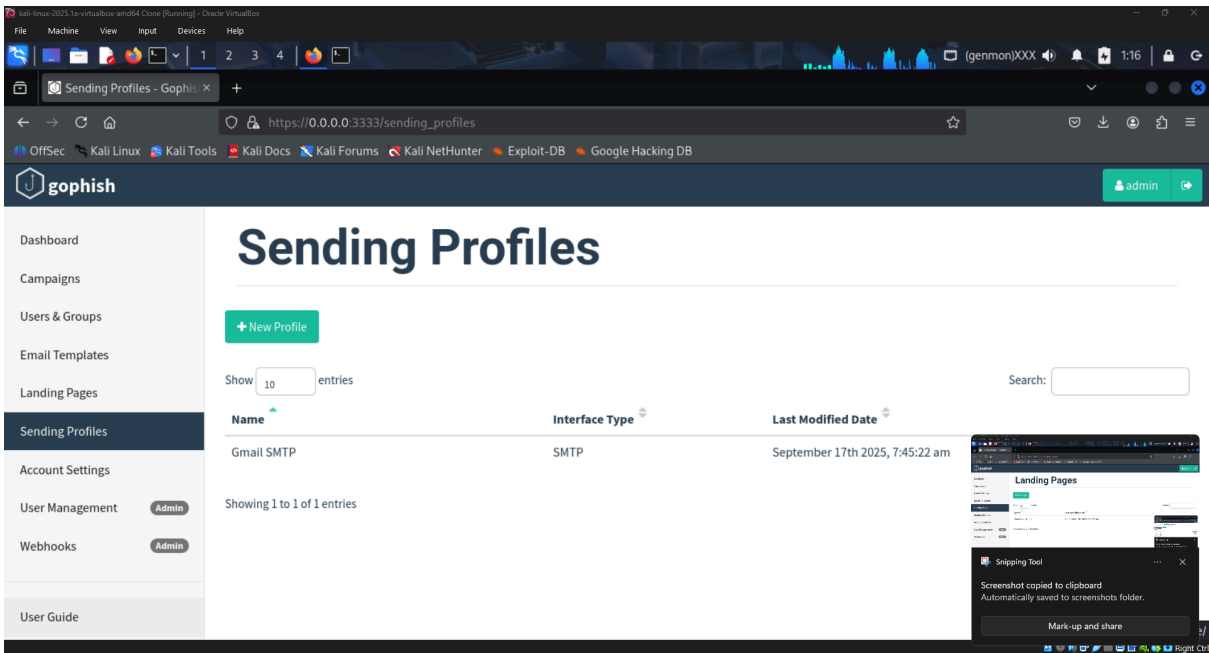 kali-linux-2025.1a-virtualbox-amd64 Clone [Running] - Oracle VirtualBox
File Machine View Input Devices Help
1 2 3 4 (genmon)XXX 1:16
Sending Profiles - Gophis
https://0.0.0.0:3333/sending_profiles
OffSec Kali Linux Kali Tools Kali Docs Kali Forums Kali NetHunter Exploit-DB Google Hacking DB
gophish admin
Dashboard
Campaigns
Users & Groups
Email Templates
Landing Pages
Sending Profiles
Account Settings
User Management Admin
Webhooks Admin
User Guide
Sending Profiles
New Profile
Show 10 entries Search:
Name Interface Type Last Modified Date
Gmail SMTP SMTP September 17th 2025, 7:45:22 am
Showing 1 to 1 of 1 entries
Landing Pages
Snipping Tool
Screenshot copied to clipboard
Automatically saved to screenshots folder.
Mark-up and share
Right Ctrl